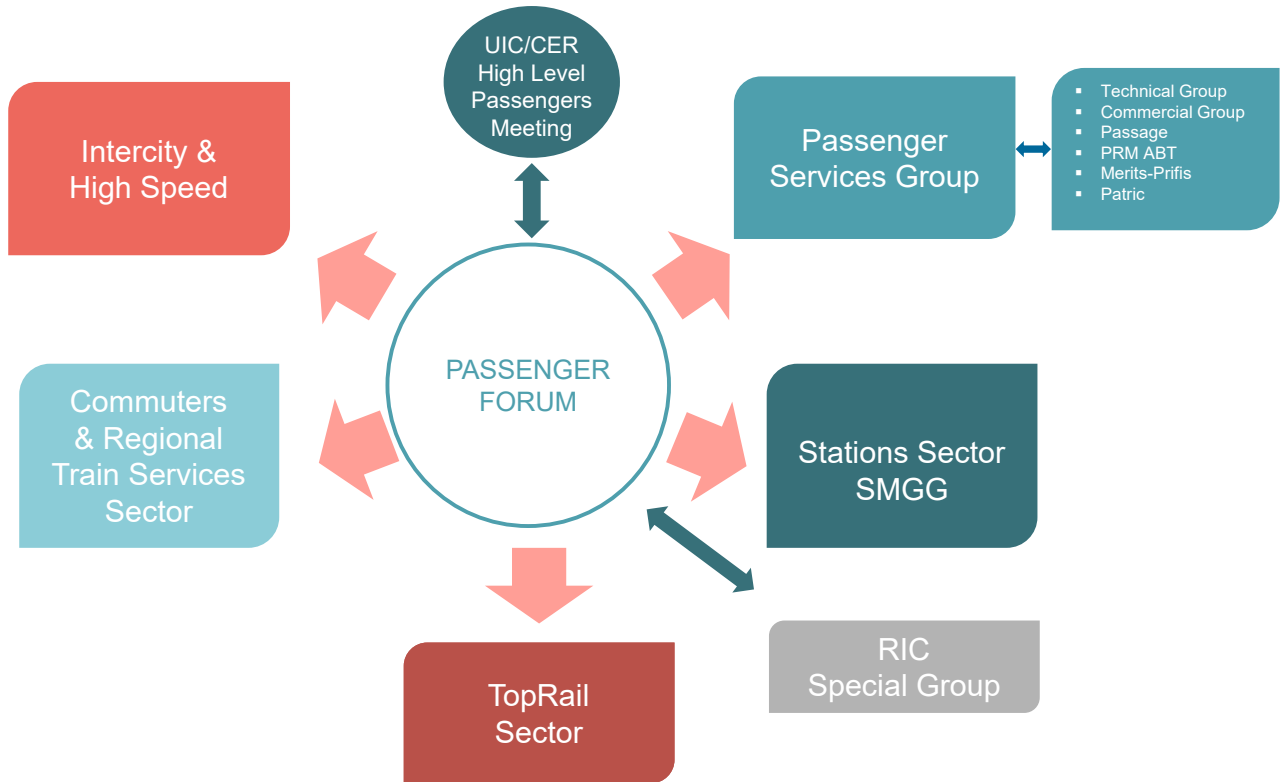 UIC/CER
High Level
Passengers
Meeting
Intercity &
High Speed
Passenger
Services Group
▪ Technical Group
▪ Commercial Group
▪ Passage
▪ PRM ABT
▪ Merits-Prifis
▪ Patric
PASSENGER
FORUM
Commuters
& Regional
Train Services
Sector
Stations Sector
SMGG
TopRail
Sector
RIC
Special Group